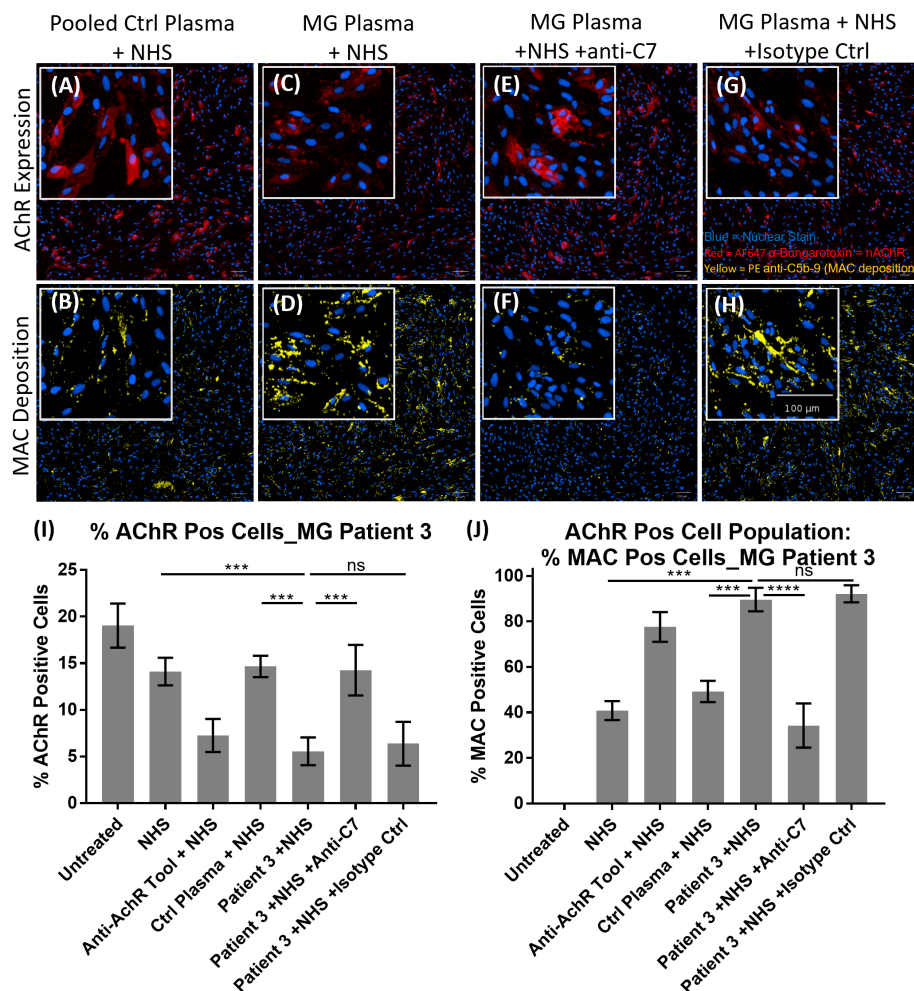 Pooled Ctrl Plasma
+ NHS
MG Plasma
+ NHS
MG Plasma
+NHS +anti-C7
MG Plasma + NHS
+Isotype Ctrl
AChR Expression
(A)
(C)
(E)
(G)
Blue = Nuclear Stain
Red = AF647 α-Bungarotoxin = nAChR
Yellow = PE anti-C5b-9 (MAC deposition
MAC Deposition
(B)
(D)
(F)
(H)
100 µm
(I)
% AChR Pos Cells_MG Patient 3
% AChR Positive Cells
25
20
15
10
5
0
***
ns
***
***
Untreated
NHS
Anti-AchR Tool + NHS
Ctrl Plasma + NHS
Patient 3 +NHS
Patient 3 +NHS +Anti-C7
Patient 3 +NHS +Isotype Ctrl
(J)
AChR Pos Cell Population:
% MAC Pos Cells_MG Patient 3
% MAC Positive Cells
100
80
60
40
20
0
***
ns
***
****
Untreated
NHS
Anti-AChR Tool + NHS
Ctrl Plasma + NHS
Patient 3 +NHS
Patient 3 +NHS +Anti-C7
Patient 3 +NHS +Isotype Ctrl